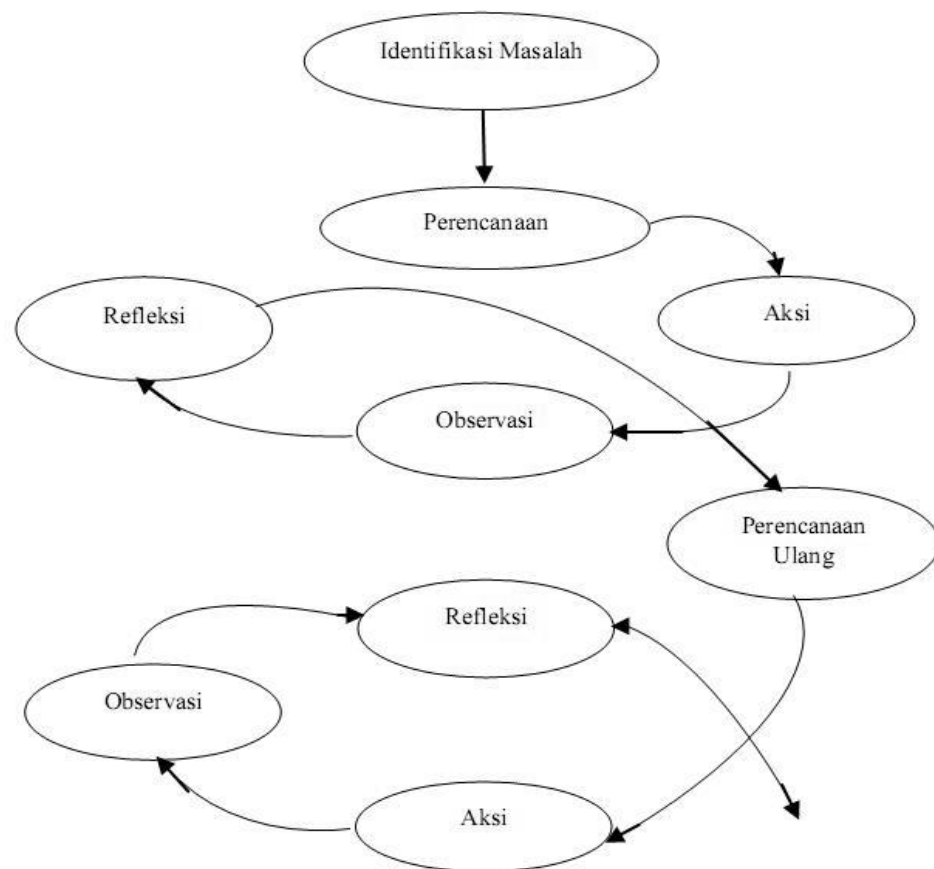 Identifikasi Masalah
Perencanaan
Aksi
Refleksi
Observasi
Perencanaan
Ulang
Refleksi
Observasi
Aksi